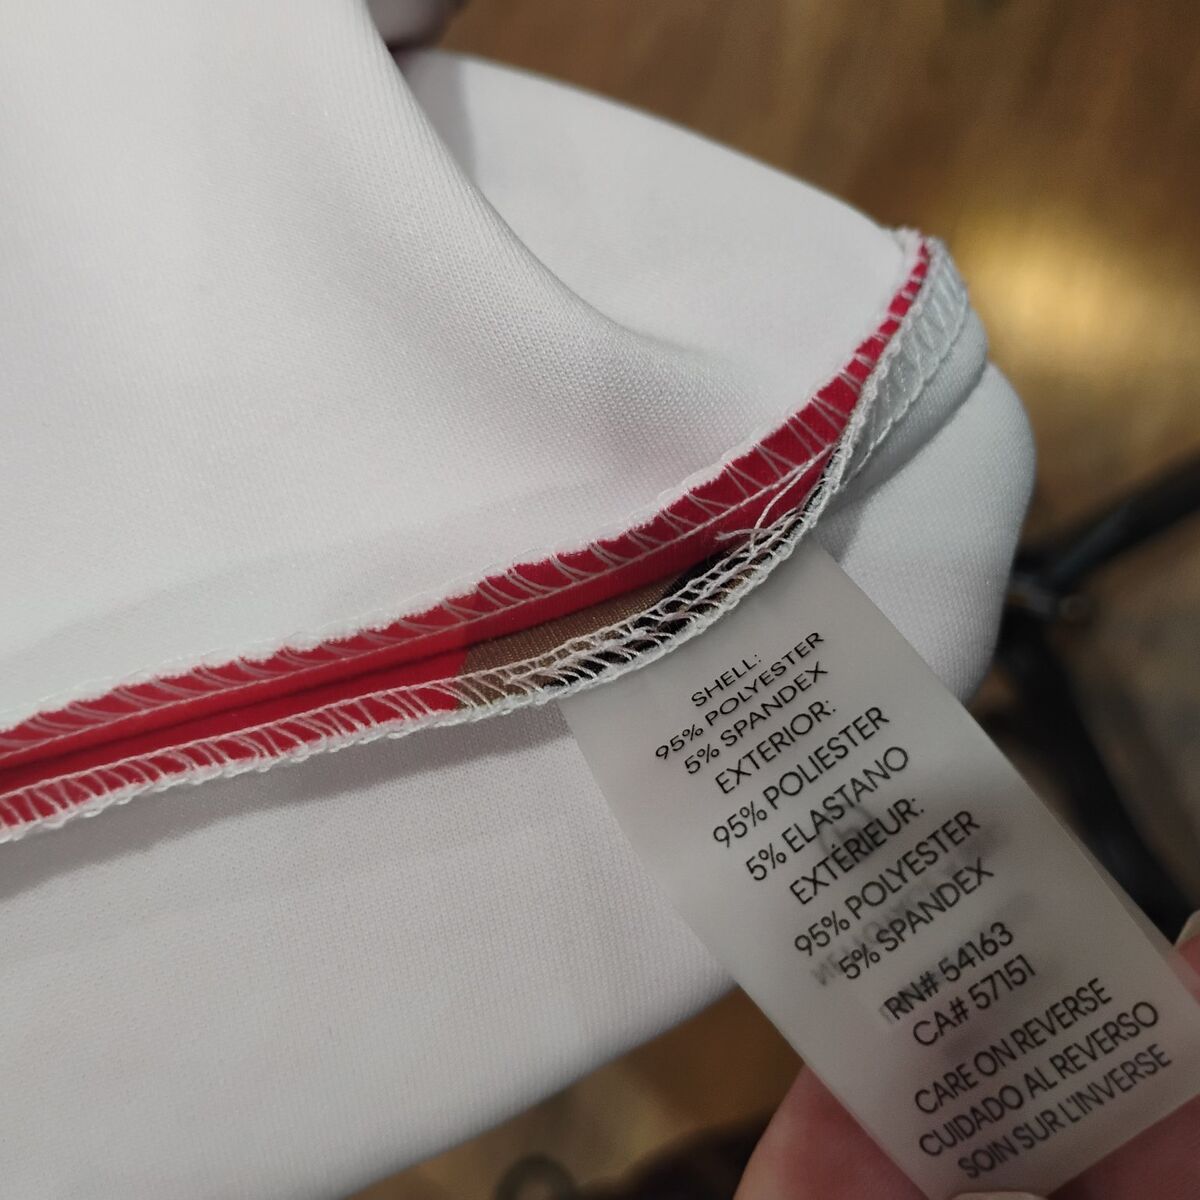 SHELL:
95% POLYESTER
5% SPANDEX
EXTERIOR:
95% POLIESTER
5% ELASTANO
EXTÉRIEUR:
95% POLYESTER
5% SPANDEX
RN# 54163
CA# 57151
CARE ON REVERSE
CUIDADO AL REVERSO
SOIN SUR L'INVERSE